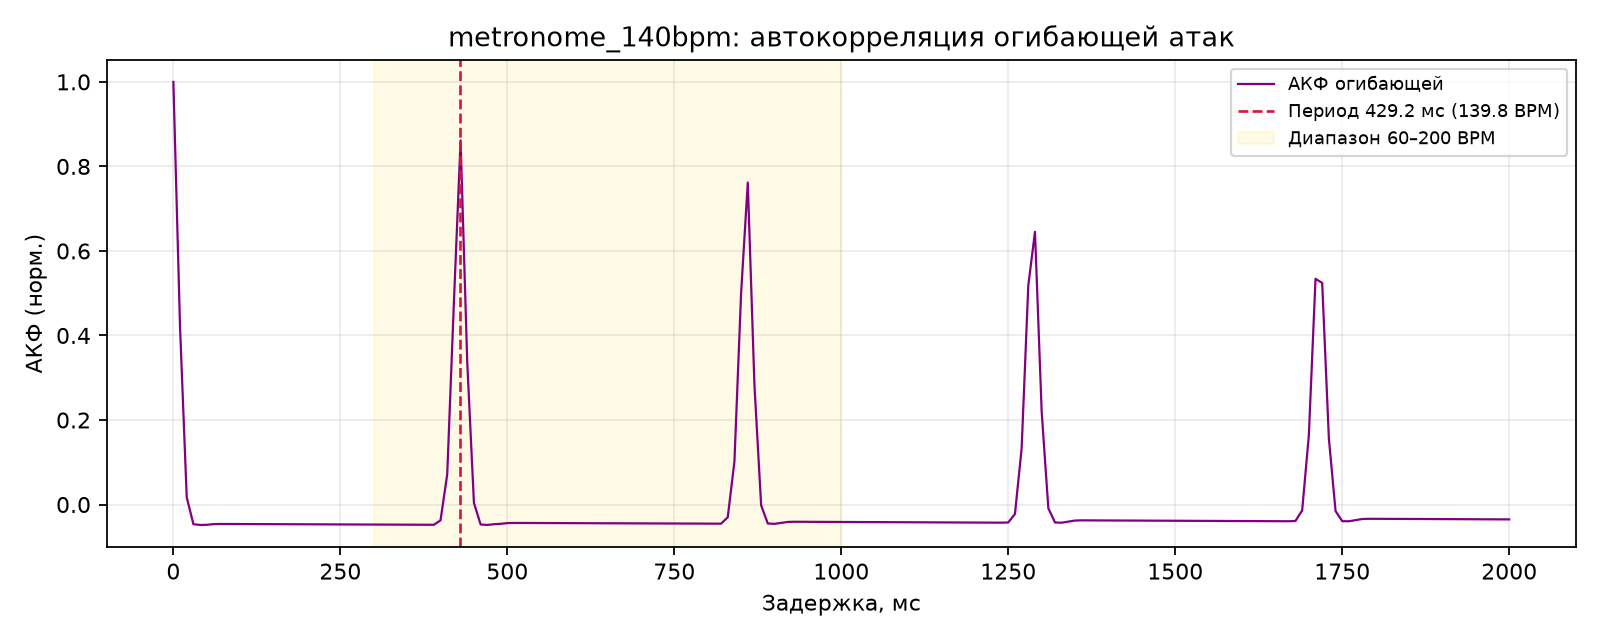 metronome_140bpm: автокорреляция огибающей атак
АКФ огибающей
Период 429.2 мс (139.8 BPM)
Диапазон 60–200 BPM
АКФ (норм.)
1.0
0.8
0.6
0.4
0.2
0.0
0 250 500 750 1000 1250 1500 1750 2000
Задержка, мс